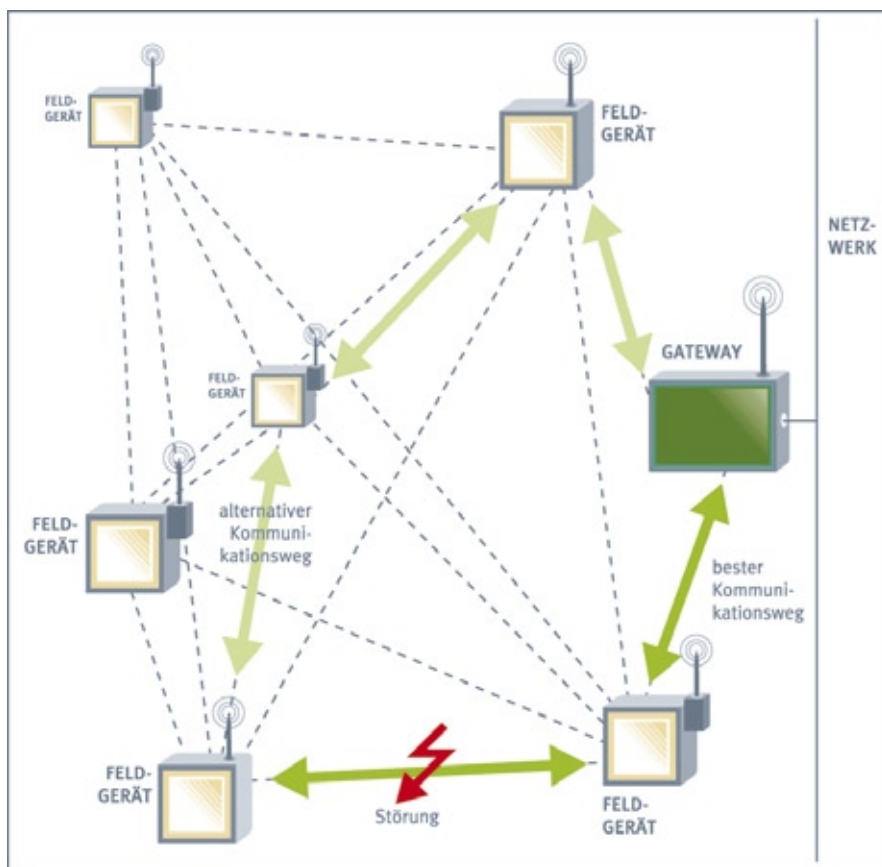 FELD-
GERÄT
FELD-
GERÄT
NETZ-
WERK
GATEWAY
FELD-
GERÄT
FELD-
GERÄT
alternativer
Kommuni-
kationsweg
bester
Kommuni-
kationsweg
FELD-
GERÄT
Störung
FELD-
GERÄT